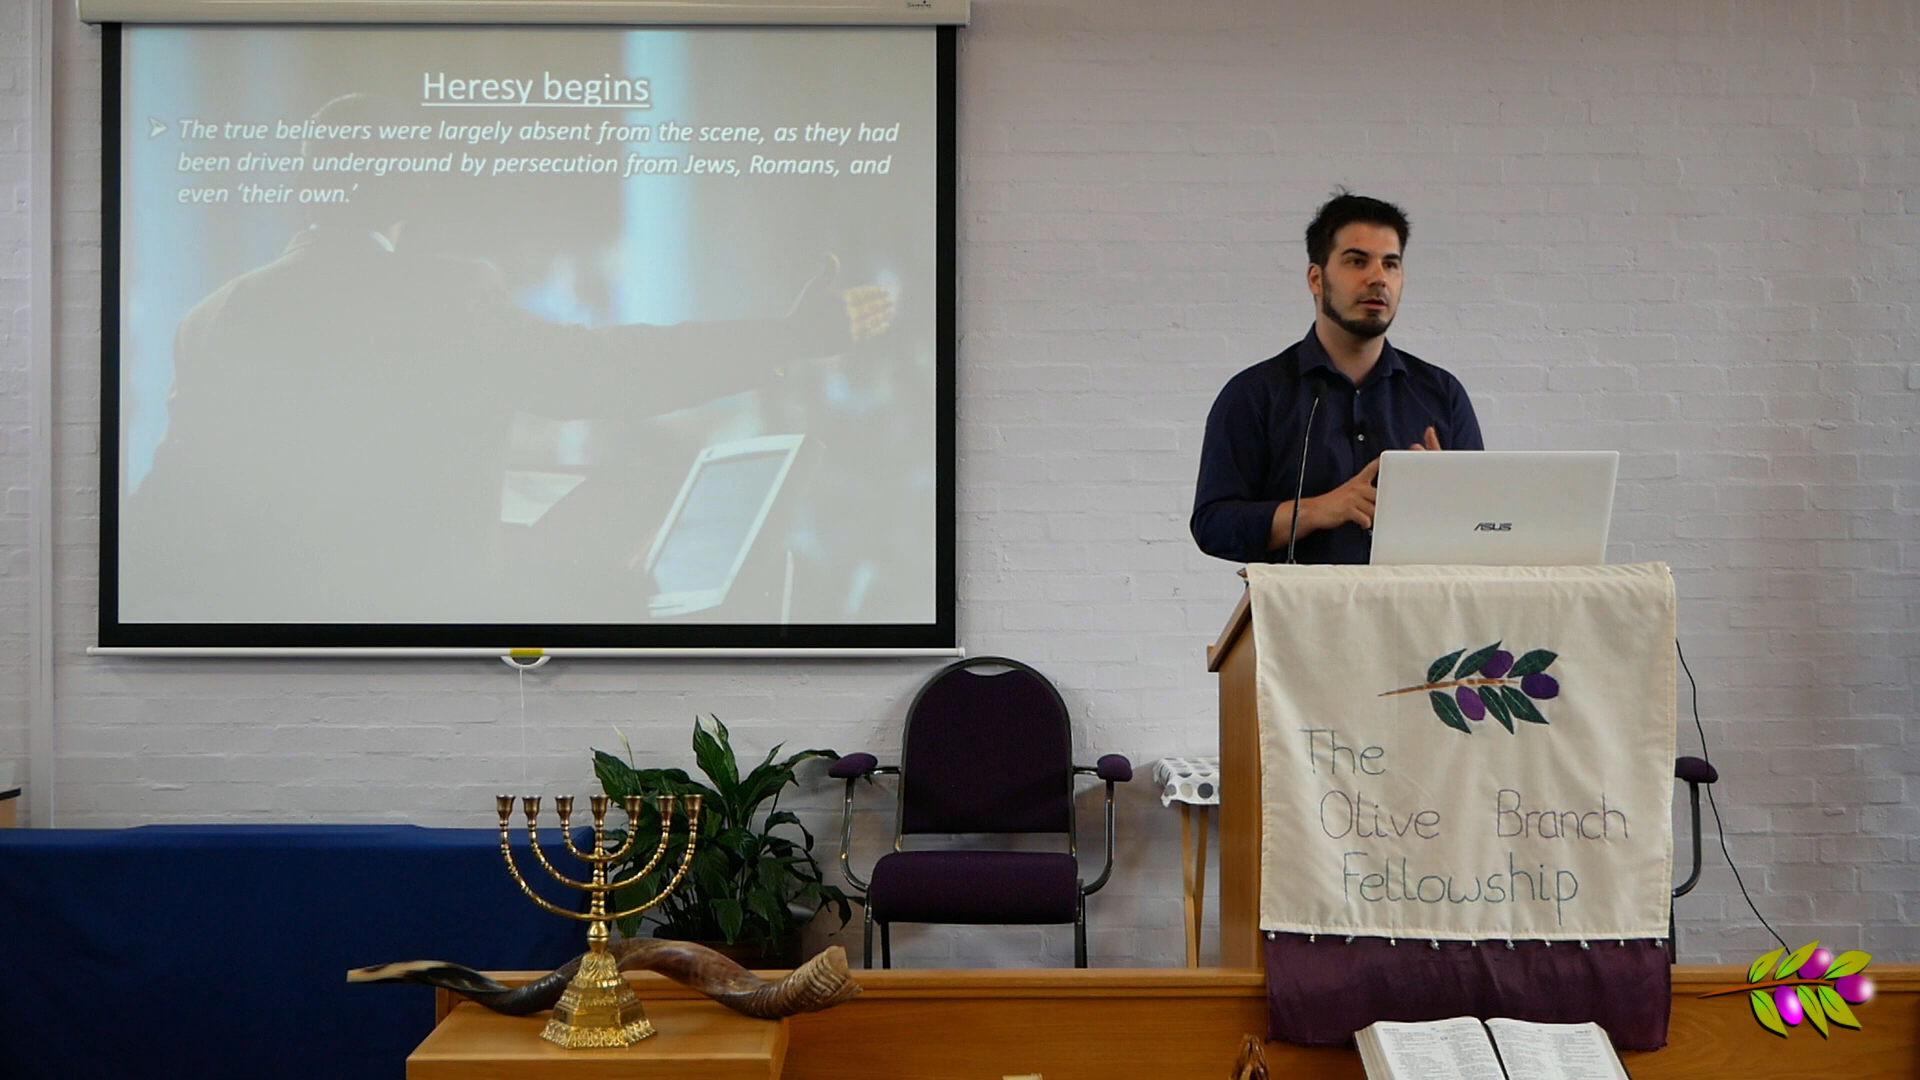 Heresy begins
The true believers were largely absent from the scene, as they had
been driven underground by persecution from Jews, Romans, and
even ‘their own.’
ASUS
The
Olive Branch
Fellowship